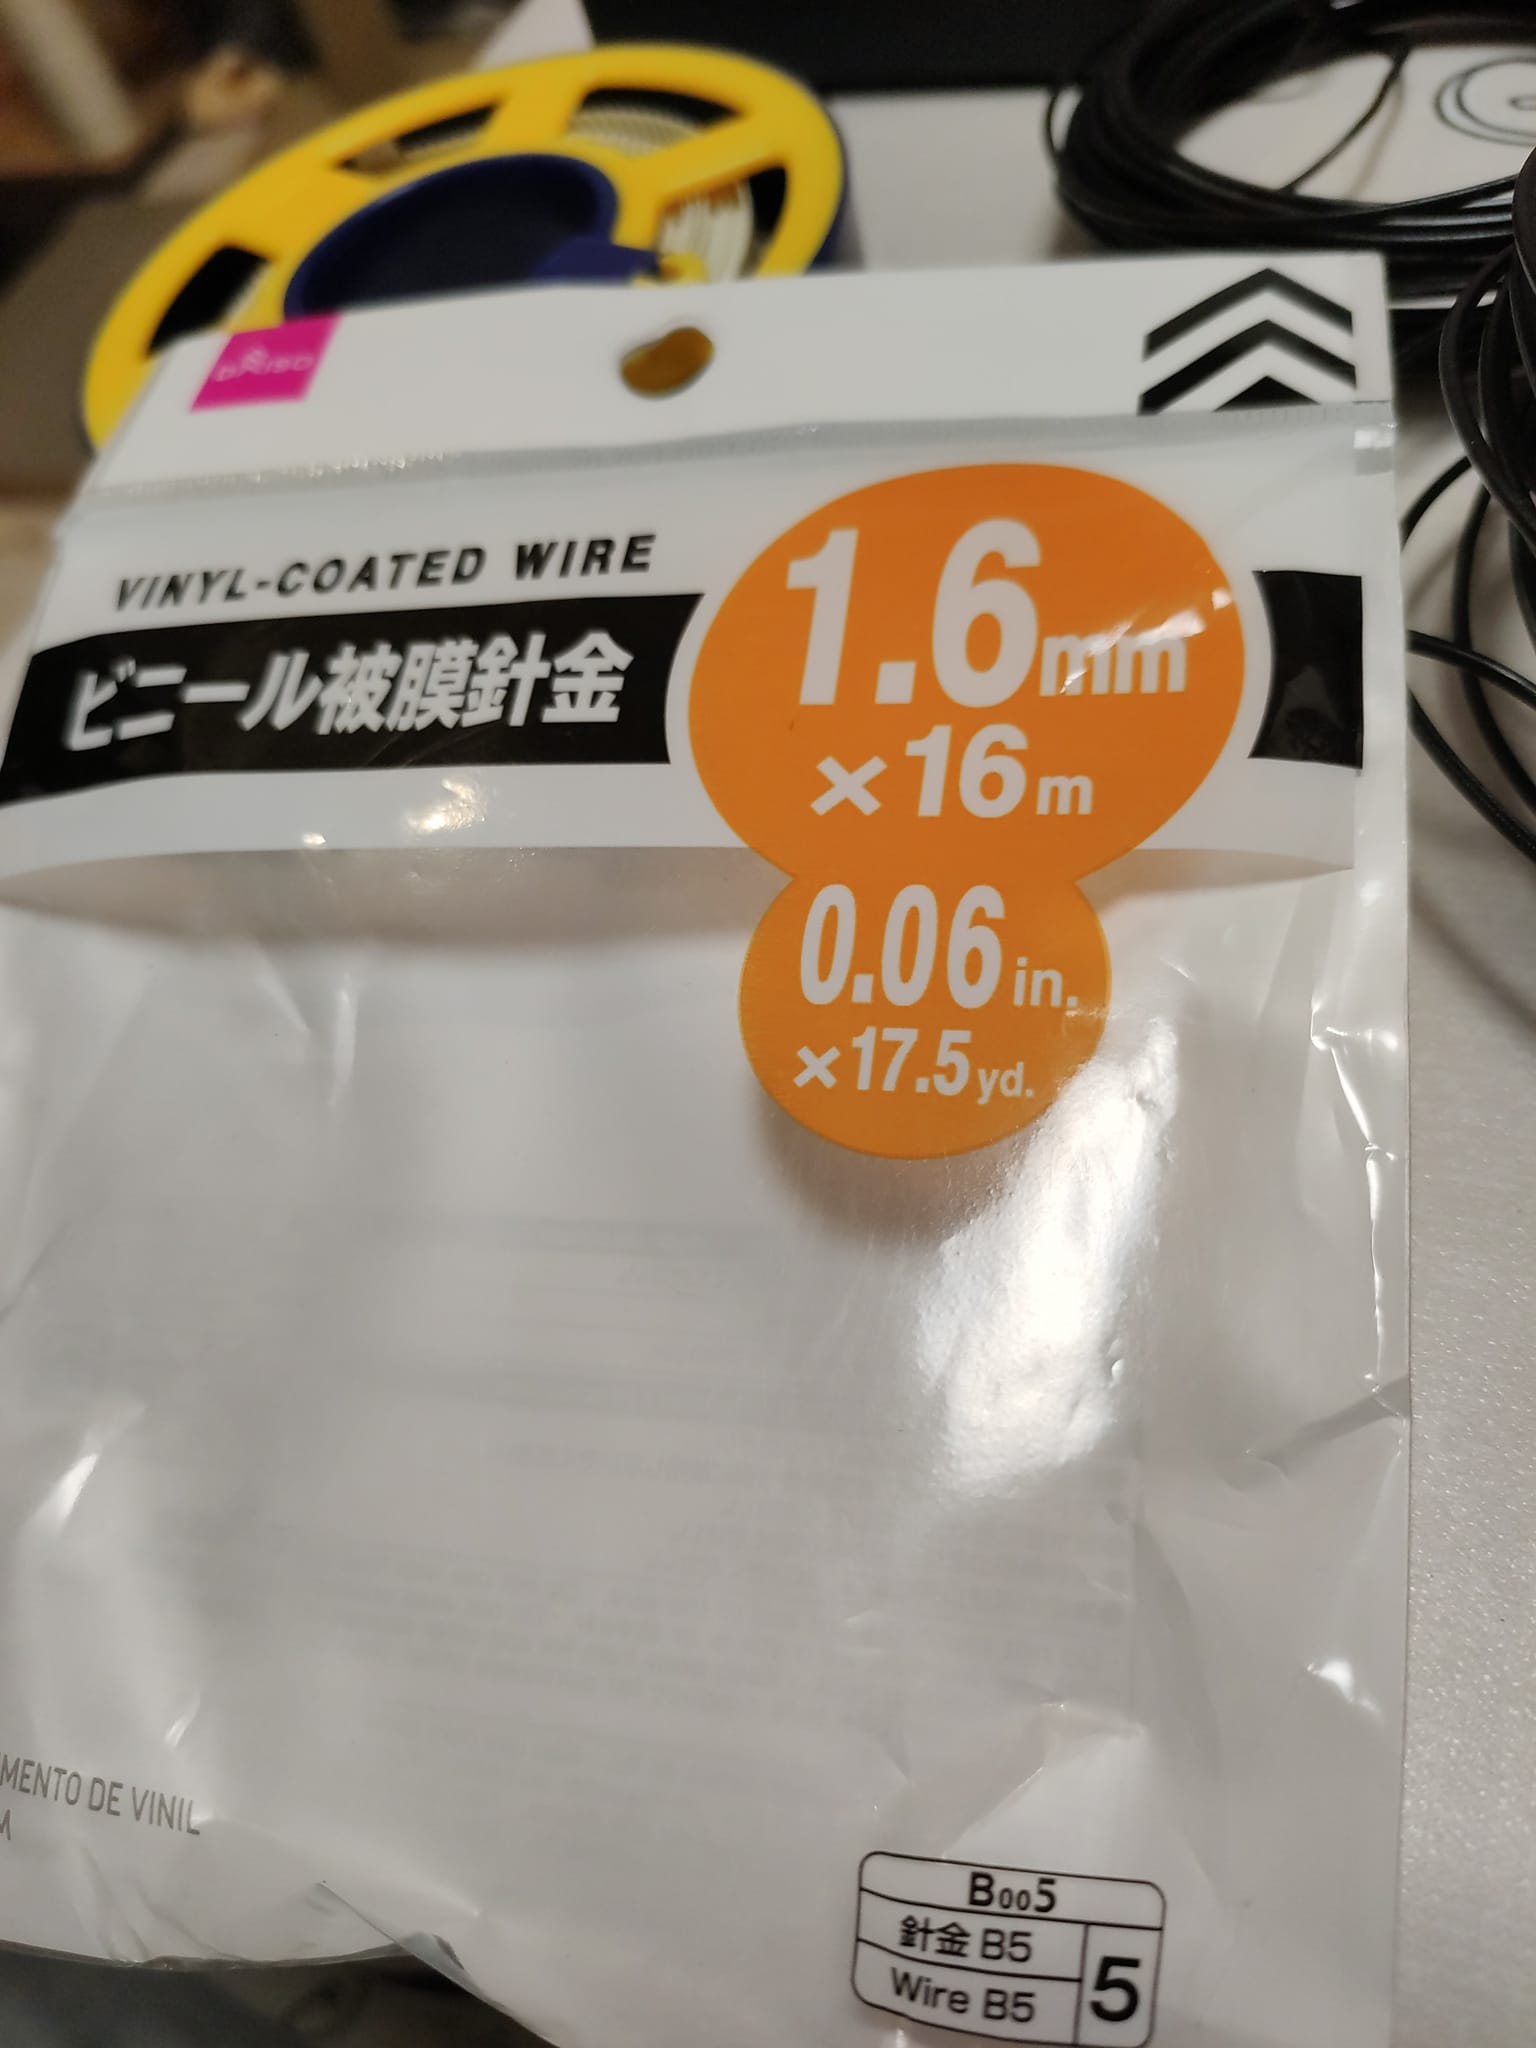 DAISO
VINYL-COATED WIRE
ビニール被膜針金
1.6mm
×16m
0.06in.
×17.5yd.
MENTO DE VINIL
M
B005
針金 B5
Wire B5
5